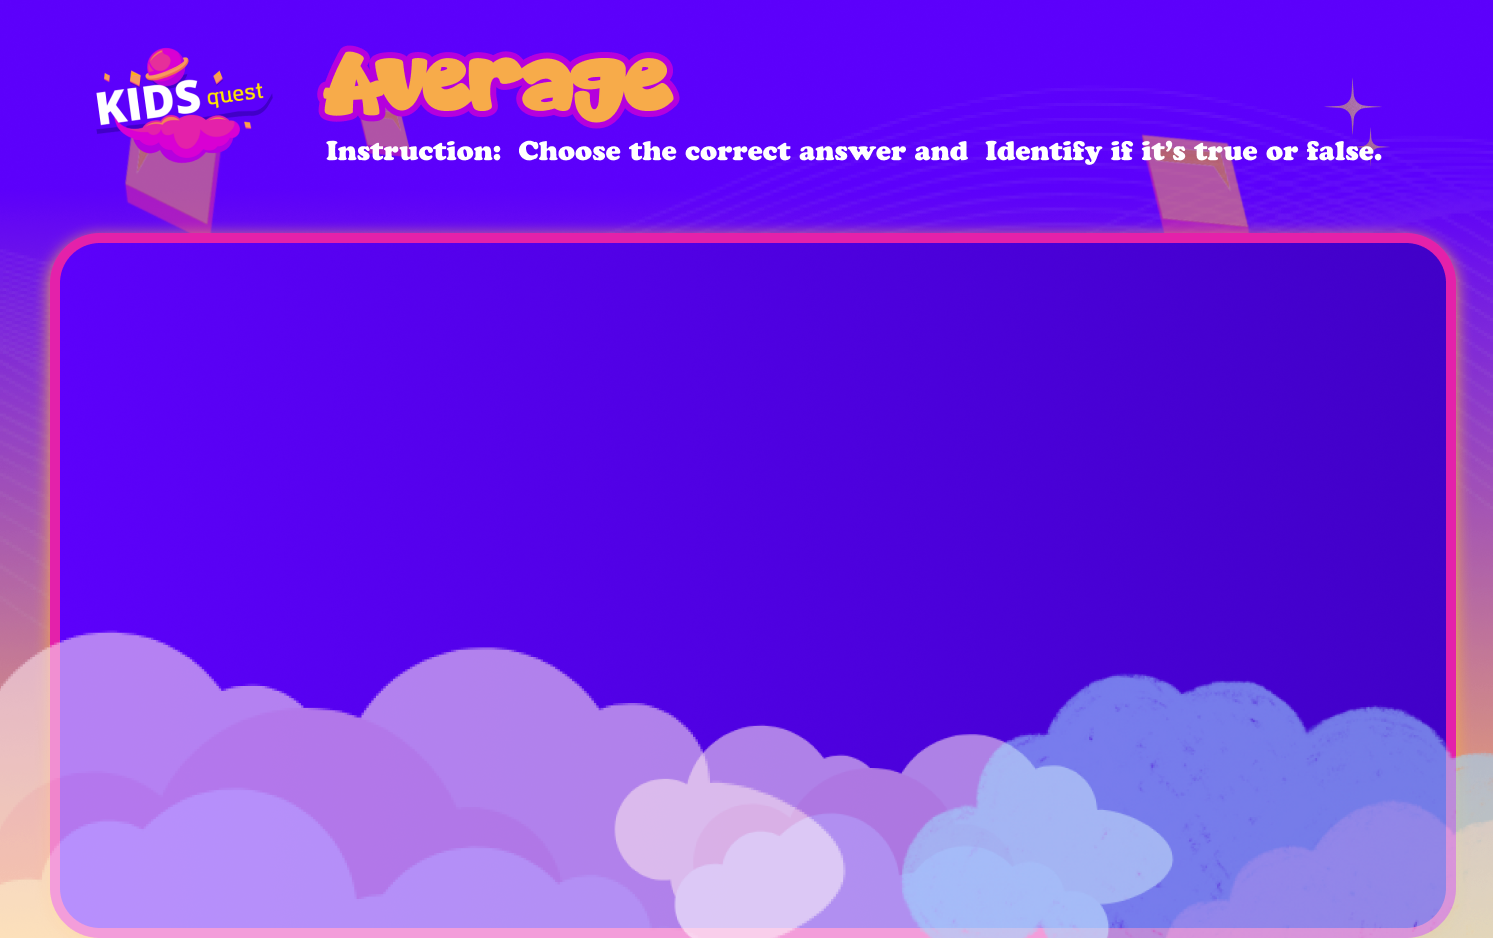 KIDS quest
Average
Instruction:  Choose the correct answer and  Identify if it's true or false.